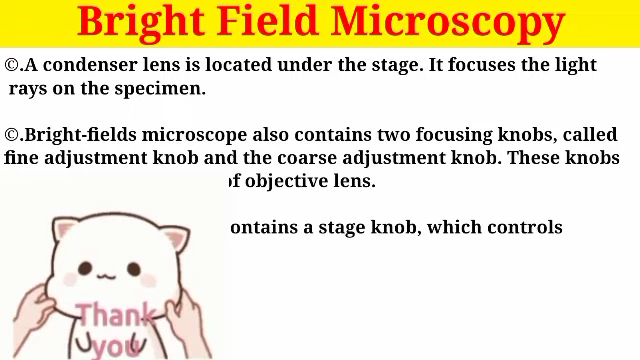 Bright Field Microscopy
©.A condenser lens is located under the stage. It focuses the light
rays on the specimen.
©.Bright-fields microscope also contains two focusing knobs, called
fine adjustment knob and the coarse adjustment knob. These knobs
of objective lens.
contains a stage knob, which controls
Thank
you